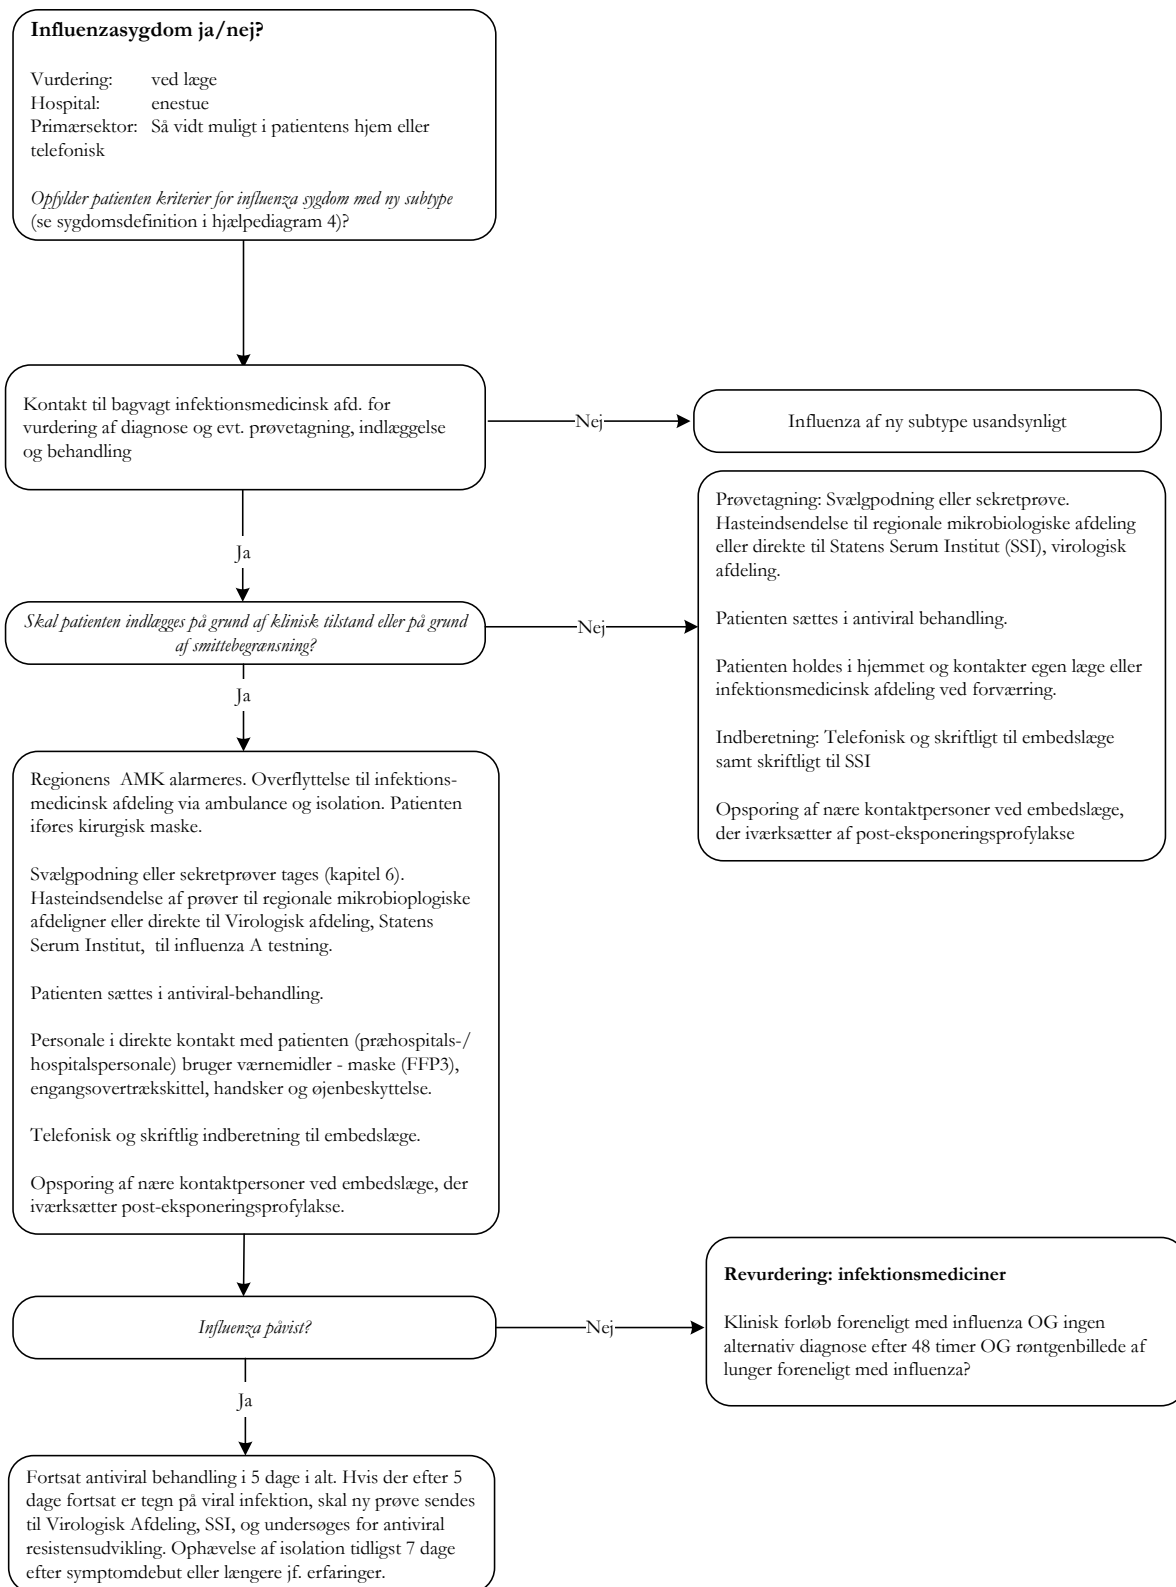 Influenzasygdom ja/nej?
Vurdering: ved læge
Hospital: enestue
Primærsektor: Så vidt muligt i patientens hjem eller
telefonisk
Opfylder patienten kriterier for influenza sygdom med ny subtype
(se sygdomsdefinition i hjælpediagram 4)?
Kontakt til bagvagt infektionsmedicinsk afd. for
vurdering af diagnose og evt. prøvetagning, indlæggelse
og behandling
Nej
Influenza af ny subtype usandsynligt
Ja
Skal patienten indlægges på grund af klinisk tilstand eller på grund
af smittebegrænsning?
Nej
Prøvetagning: Svælgpodning eller sekretprøve.
Hasteindsendelse til regionale mikrobiologiske afdeling
eller direkte til Statens Serum Institut (SSI), virologisk
afdeling.
Patienten sættes i antiviral behandling.
Patienten holdes i hjemmet og kontakter egen læge eller
infektionsmedicinsk afdeling ved forværring.
Indberetning: Telefonisk og skriftligt til embedslæge
samt skriftligt til SSI
Opsporing af nære kontaktpersoner ved embedslæge,
der iværksætter af post-eksponeringsprofylakse
Ja
Regionens AMK alarmeres. Overflyttelse til infektions-
medicinsk afdeling via ambulance og isolation. Patienten
iføres kirurgisk maske.
Svælgpodning eller sekretprøver tages (kapitel 6).
Hasteindsendelse af prøver til regionale mikrobioplogiske
afdeligner eller direkte til Virologisk afdeling, Statens
Serum Institut, til influenza A testning.
Patienten sættes i antiviral-behandling.
Personale i direkte kontakt med patienten (præhospitals-/
hospitalspersonale) bruger værnemidler - maske (FFP3),
engangsovertrækskittel, handsker og øjenbeskyttelse.
Telefonisk og skriftlig indberetning til embedslæge.
Opsporing af nære kontaktpersoner ved embedslæge, der
iværksætter post-eksponeringsprofylakse.
Influenza påvist?
Nej
Revurdering: infektionsmediciner
Klinisk forløb foreneligt med influenza OG ingen
alternativ diagnose efter 48 timer OG røntgenbillede af
lunger foreneligt med influenza?
Ja
Fortsat antiviral behandling i 5 dage i alt. Hvis der efter 5
dage fortsat er tegn på viral infektion, skal ny prøve sendes
til Virologisk Afdeling, SSI, og undersøges for antiviral
resistensudvikling. Ophævelse af isolation tidligst 7 dage
efter symptomdebut eller længere jf. erfaringer.